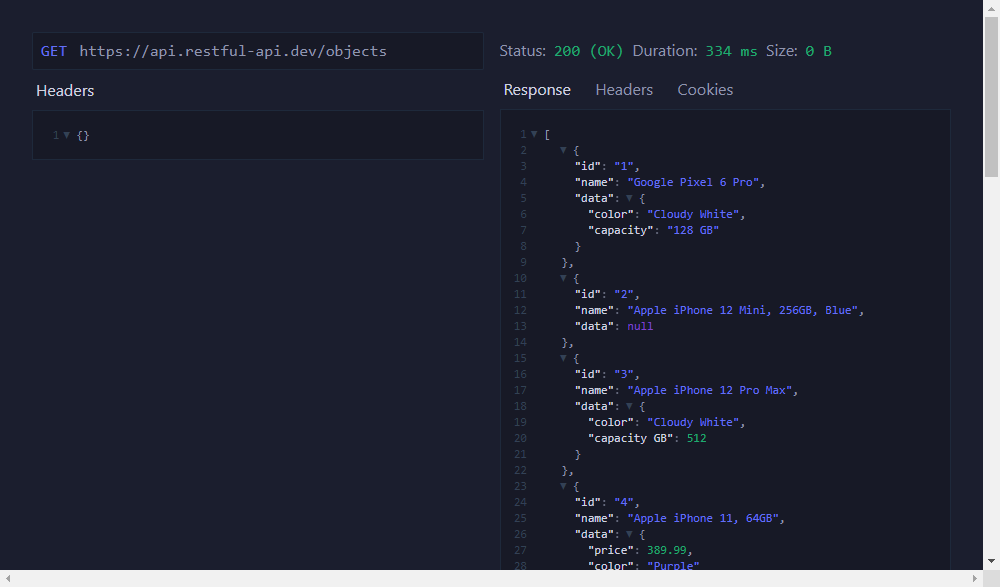 GET https://api.restful-api.dev/objects
Status: 200 (OK) Duration: 334 ms Size: 0 B
Headers
Response Headers Cookies
1 {}
1 [
2 {
3 "id": "1",
4 "name": "Google Pixel 6 Pro",
5 "data": {
6 "color": "Cloudy White",
7 "capacity": "128 GB"
8 }
9 },
10 {
11 "id": "2",
12 "name": "Apple iPhone 12 Mini, 256GB, Blue",
13 "data": null
14 },
15 {
16 "id": "3",
17 "name": "Apple iPhone 12 Pro Max",
18 "data": {
19 "color": "Cloudy White",
20 "capacity GB": 512
21 }
22 },
23 {
24 "id": "4",
25 "name": "Apple iPhone 11, 64GB",
26 "data": {
27 "price": 389.99,
28 "color": "Purple"